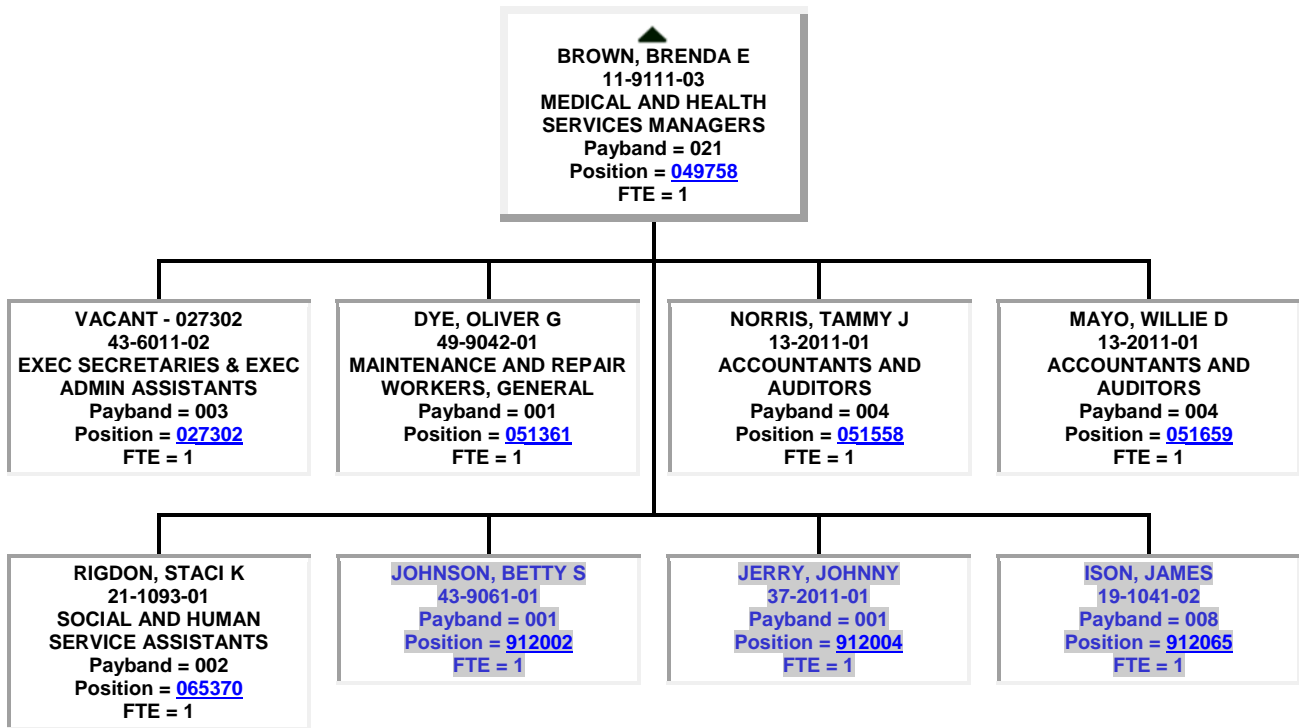 BROWN, BRENDA E
11-9111-03
MEDICAL AND HEALTH
SERVICES MANAGERS
Payband = 021
Position = 049758
FTE = 1
VACANT - 027302
43-6011-02
EXEC SECRETARIES & EXEC
ADMIN ASSISTANTS
Payband = 003
Position = 027302
FTE = 1
DYE, OLIVER G
49-9042-01
MAINTENANCE AND REPAIR
WORKERS, GENERAL
Payband = 001
Position = 051361
FTE = 1
NORRIS, TAMMY J
13-2011-01
ACCOUNTANTS AND
AUDITORS
Payband = 004
Position = 051558
FTE = 1
MAYO, WILLIE D
13-2011-01
ACCOUNTANTS AND
AUDITORS
Payband = 004
Position = 051659
FTE = 1
RIGDON, STACI K
21-1093-01
SOCIAL AND HUMAN
SERVICE ASSISTANTS
Payband = 002
Position = 065370
FTE = 1
JOHNSON, BETTY S
43-9061-01
Payband = 001
Position = 912002
FTE = 1
JERRY, JOHNNY
37-2011-01
Payband = 001
Position = 912004
FTE = 1
ISON, JAMES
19-1041-02
Payband = 008
Position = 912065
FTE = 1